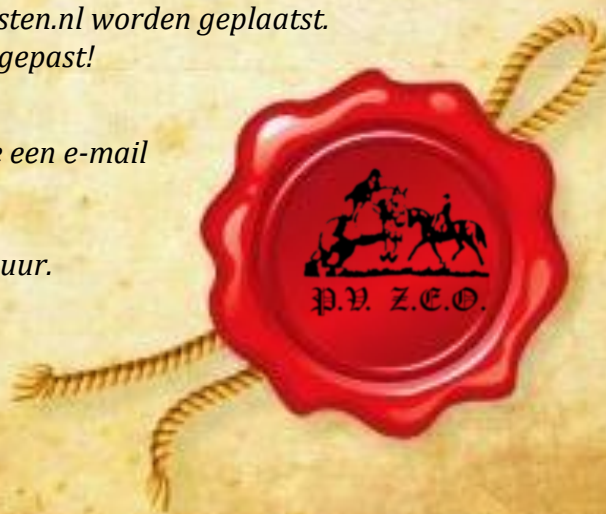 sten.nl worden geplaatst.
gepast!
e een e-mail
uur.
P.V. Z.E.O.